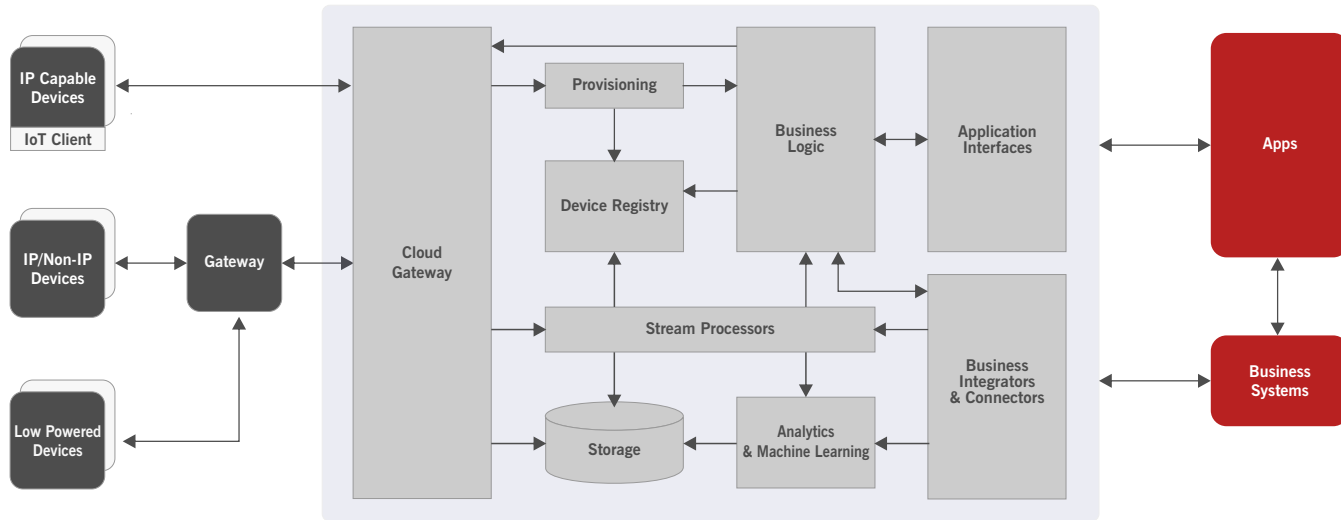 IP Capable
Devices
IoT Client
IP/Non-IP
Devices
Low Powered
Devices
Gateway
Cloud
Gateway
Provisioning
Device Registry
Business
Logic
Application
Interfaces
Stream Processors
Storage
Analytics
& Machine Learning
Business
Integrators
& Connectors
Apps
Business
Systems